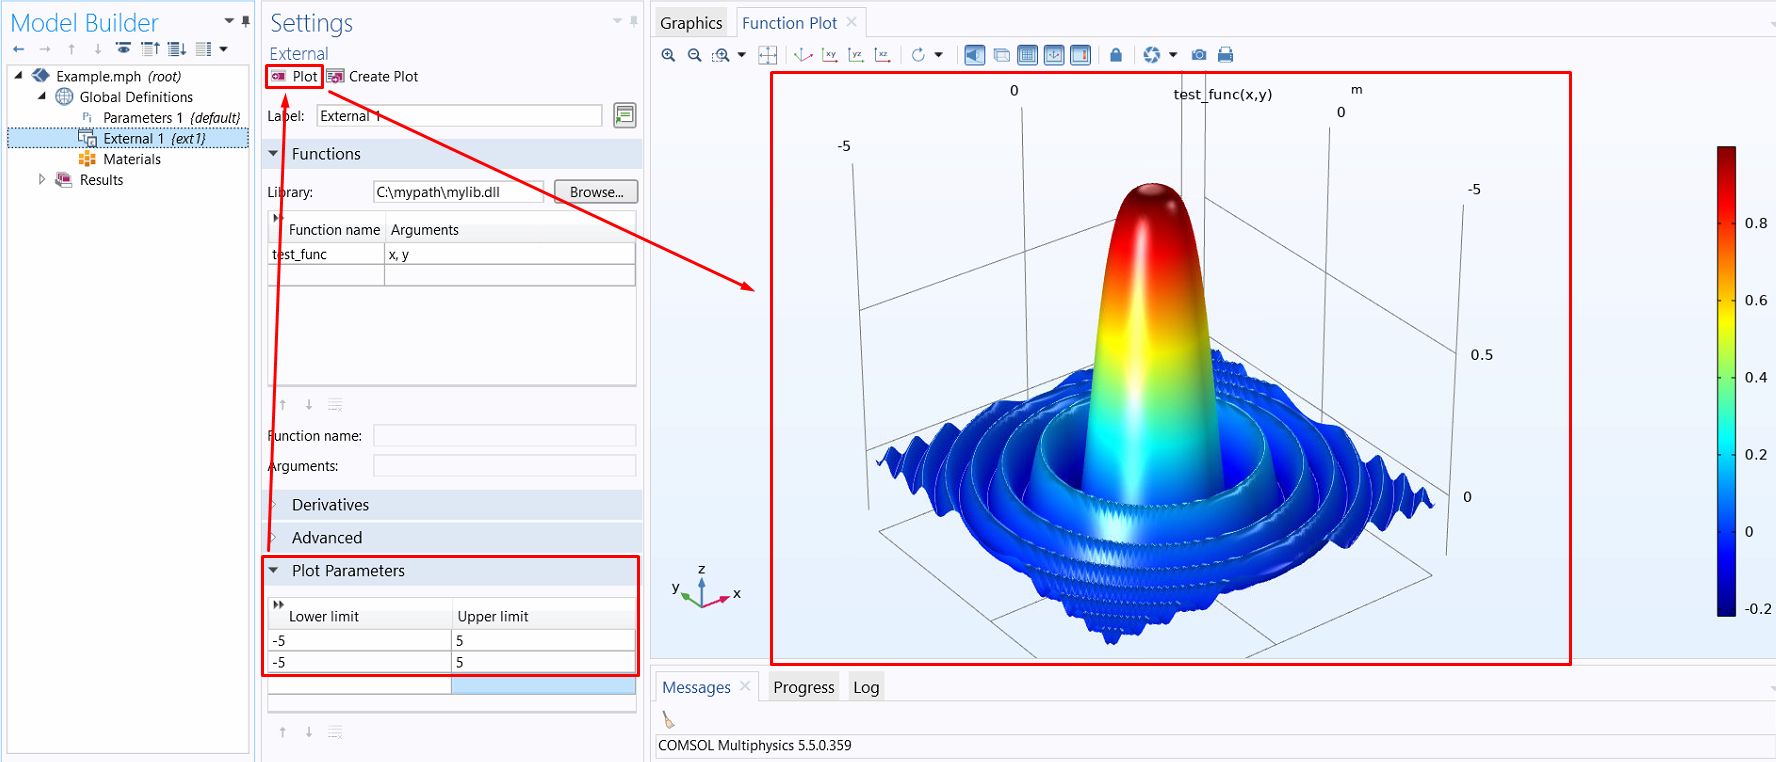 Model Builder
Example.mph (root)
Global Definitions
Parameters 1 {default}
External 1 {ext1}
Materials
Results
Settings
External
Plot
Create Plot
Label:
External 1
Functions
Library:
C:\mypath\mylib.dll
Browse...
Function name
Arguments
test_func
x, y
Function name:
Arguments:
Derivatives
Advanced
Plot Parameters
Lower limit
Upper limit
-5
5
-5
5
Graphics
Function Plot
xy
yz
xz
test_func(x,y)
m
0
0
-5
-5
0.5
0
z
y
x
0.8
0.6
0.4
0.2
0
-0.2
Messages
Progress
Log
COMSOL Multiphysics 5.5.0.359